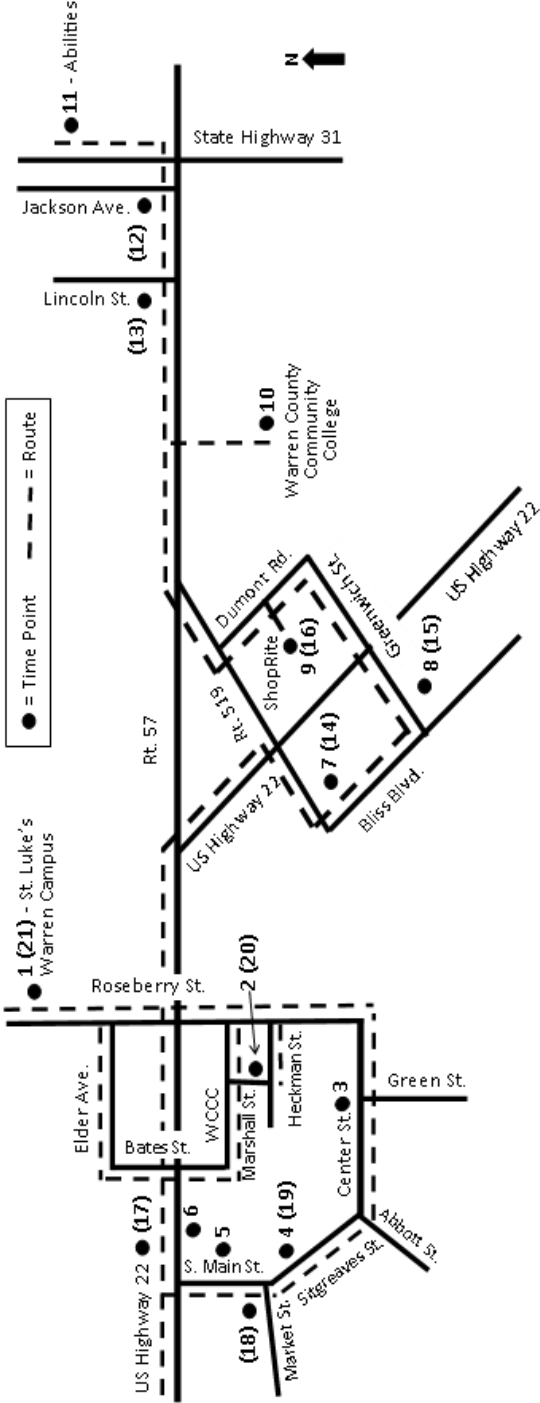 ● = Time Point    --- = Route
N
1 (21) - St. Luke's
Warren Campus
11 - Abilities
State Highway 31
Jackson Ave.
(12)
Lincoln St.
(13)
10
Warren County
Community
College
Rt. 57
Rt. 519
Dumont Rd.
ShopRite
9 (16)
Greenwich St.
US Highway 22
8 (15)
7 (14)
Bliss Blvd.
US Highway 22
Roseberry St.
2 (20)
Elder Ave.
Bates St.
WCCC
Marshall St.
Heckman St.
3
Center St.
Green St.
(17)
US Highway 22
6
5
4 (19)
S. Main St.
(18)
Market St.
Sitgreaves St.
Abbott St.